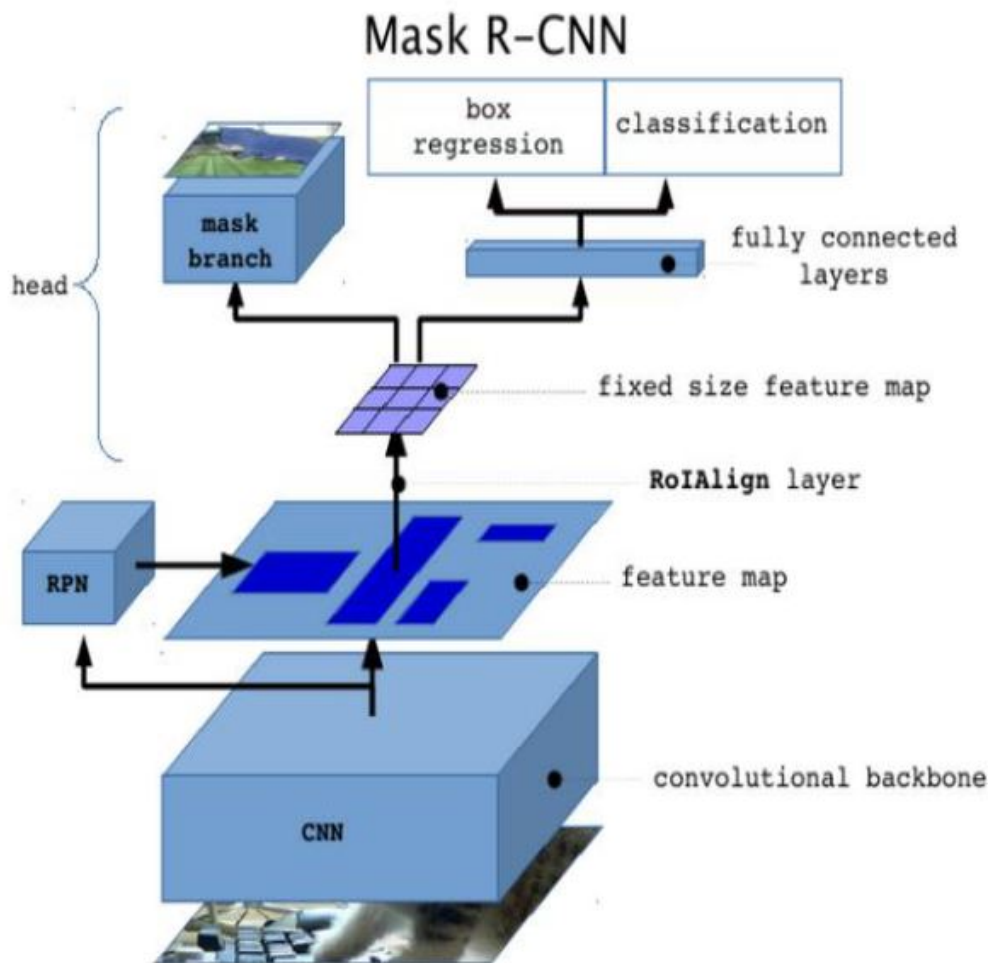 Mask R-CNN
box
regression
classification
mask
branch
fully connected
layers
head
fixed size feature map
RoIAlign layer
RPN
feature map
convolutional backbone
CNN